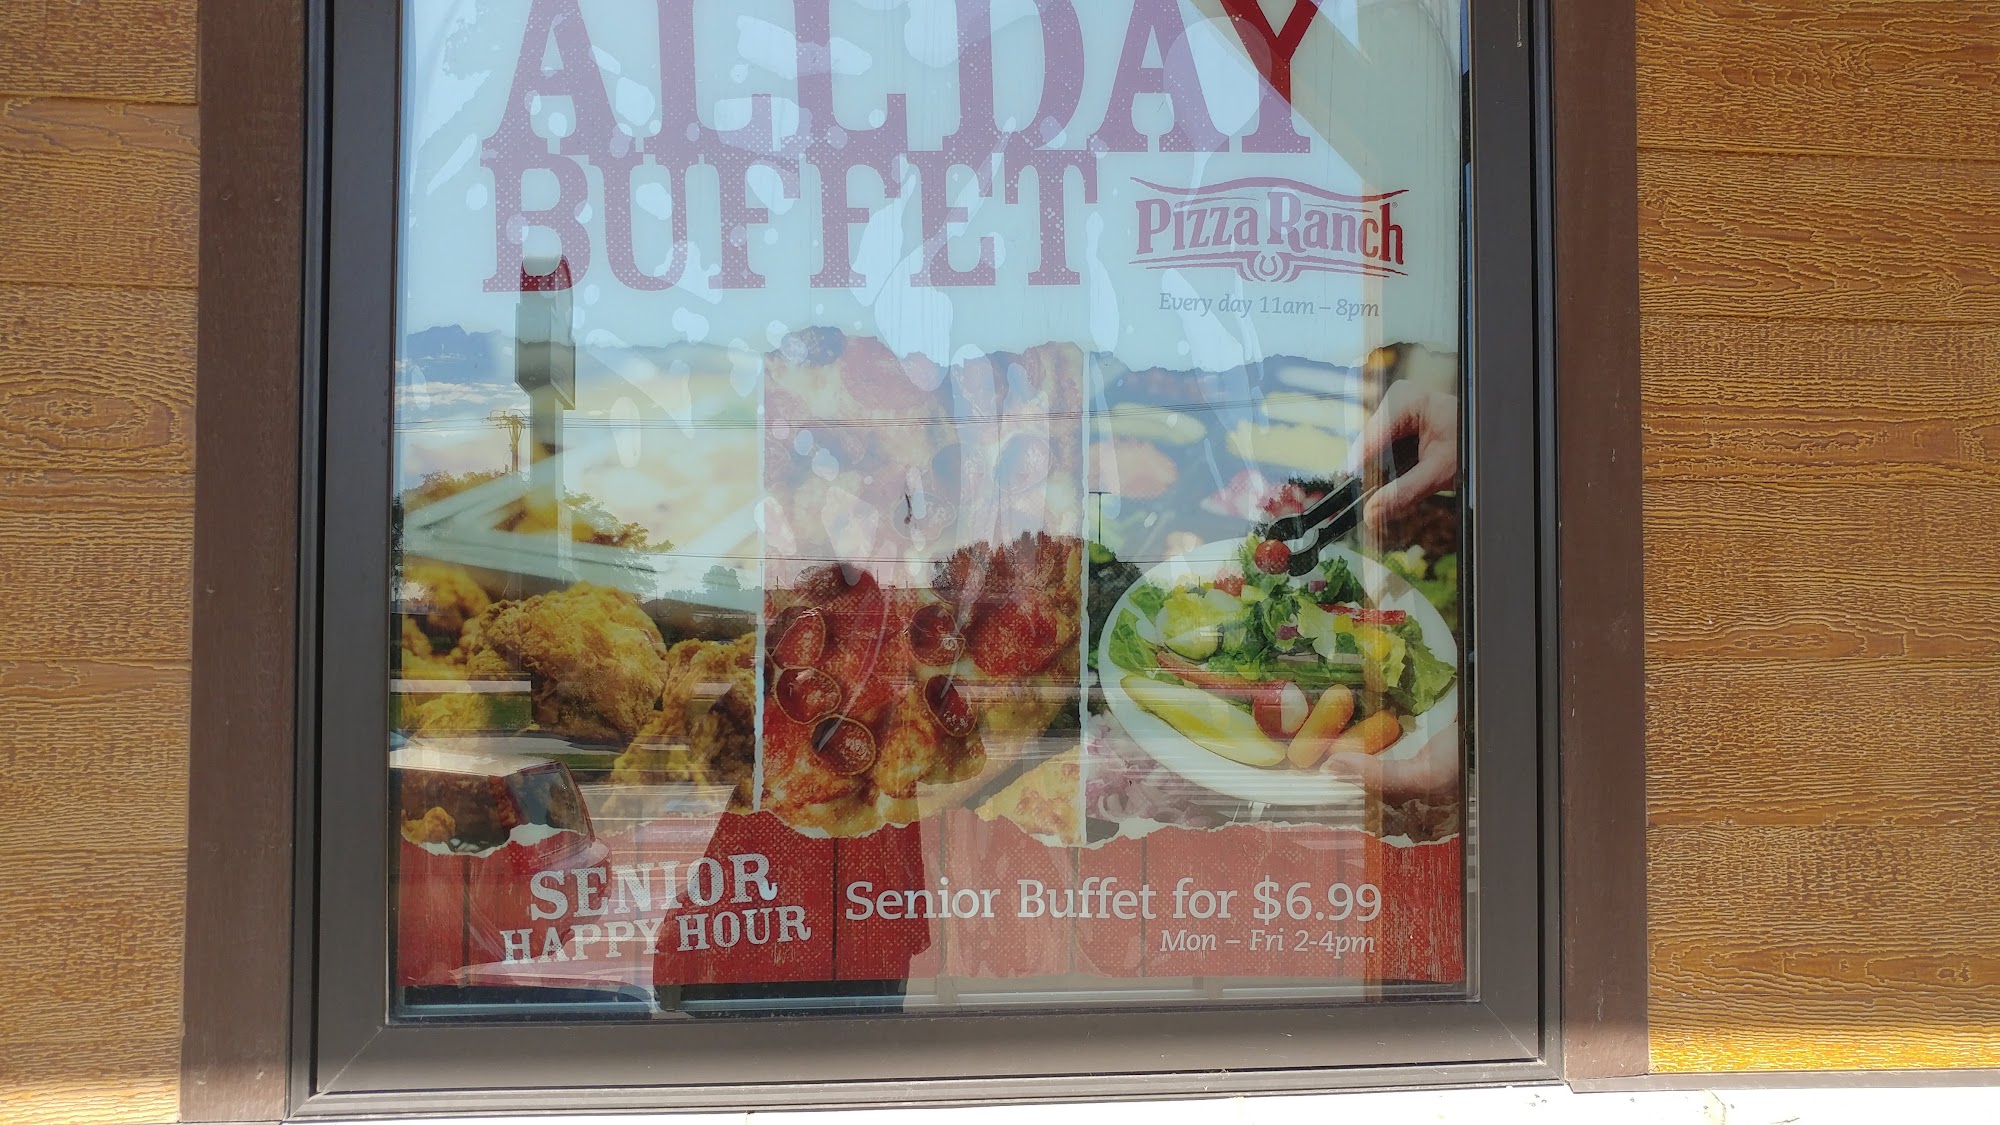 ALL DAY
BUFFET
Pizza Ranch®
Every day 11am – 8pm
SENIOR
HAPPY HOUR
Senior Buffet for $6.99
Mon – Fri 2-4pm